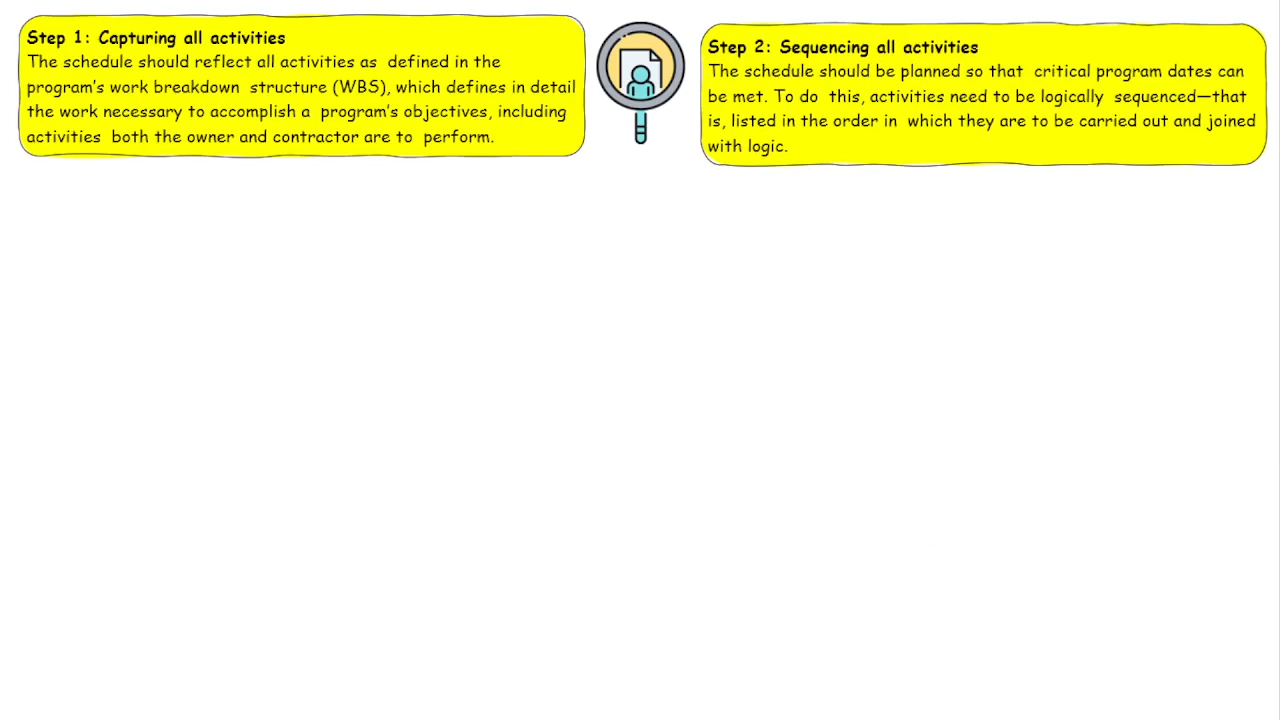 Step 1: Capturing all activities
The schedule should reflect all activities as  defined in the
program's work breakdown  structure (WBS), which defines in detail
the work necessary to accomplish a  program's objectives, including
activities  both the owner and contractor are to  perform.
Step 2: Sequencing all activities
The schedule should be planned so that  critical program dates can
be met. To do  this, activities need to be logically  sequenced—that
is, listed in the order in  which they are to be carried out and joined
with logic.